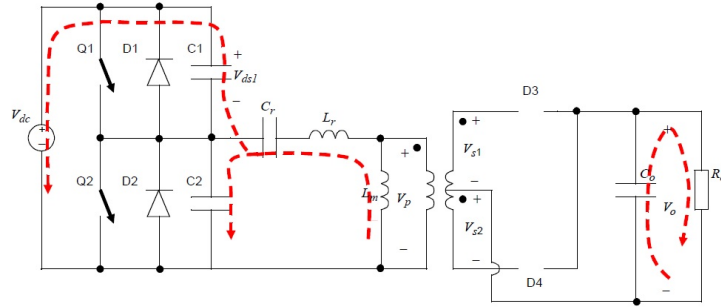 D3
Q1 D1 C1 +
Vds1
−
Cr Lr
Vdc + −
+ Vs1 +
Q2 D2 C2 Lm Vp − Co Vo
+
Vs2
− − −
D4